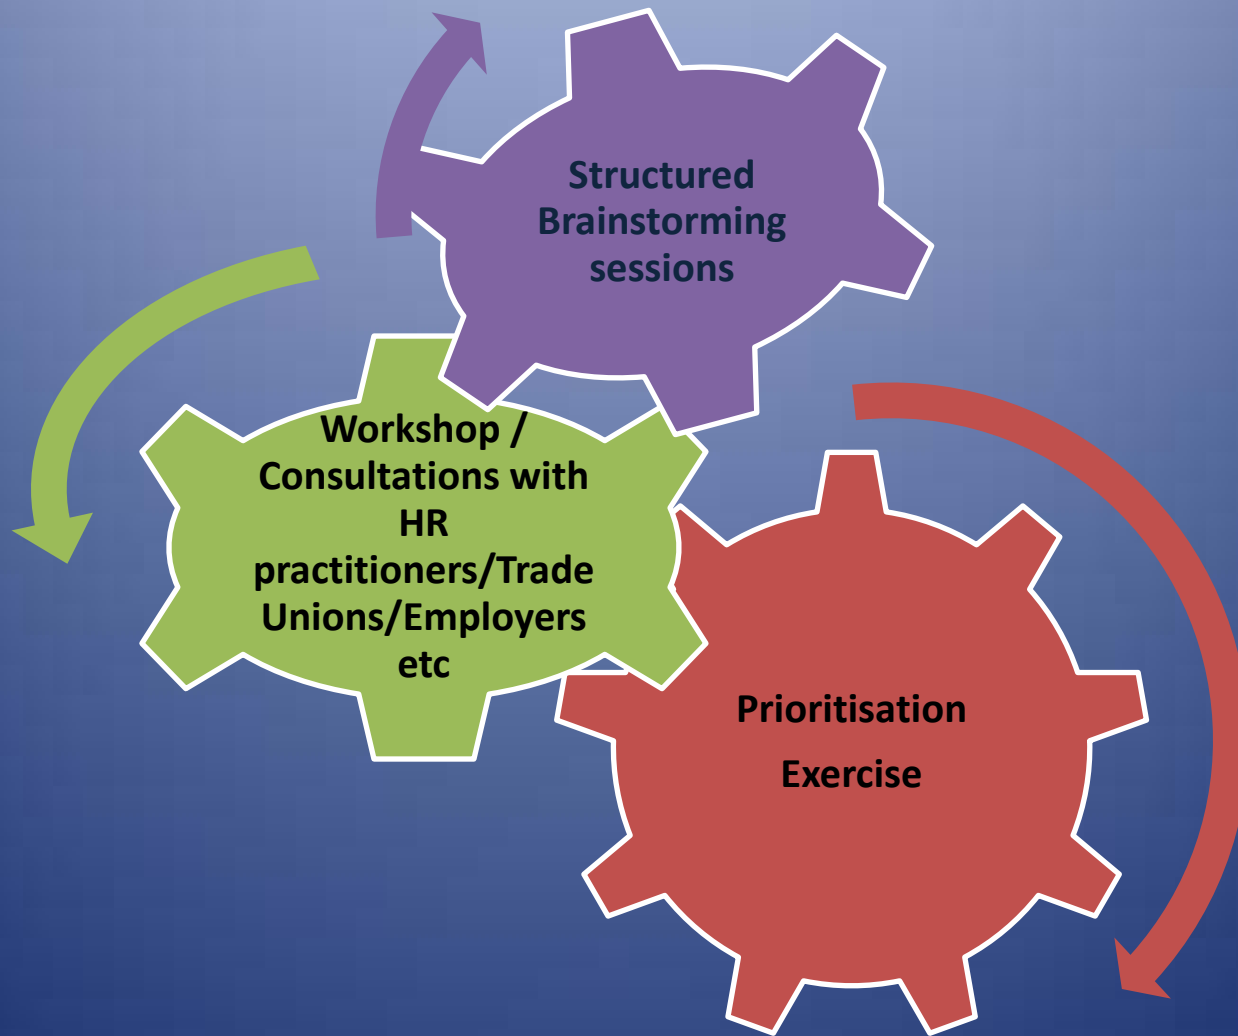 Structured
Brainstorming
sessions
Workshop /
Consultations with
HR
practitioners/Trade
Unions/Employers
etc
Prioritisation
Exercise